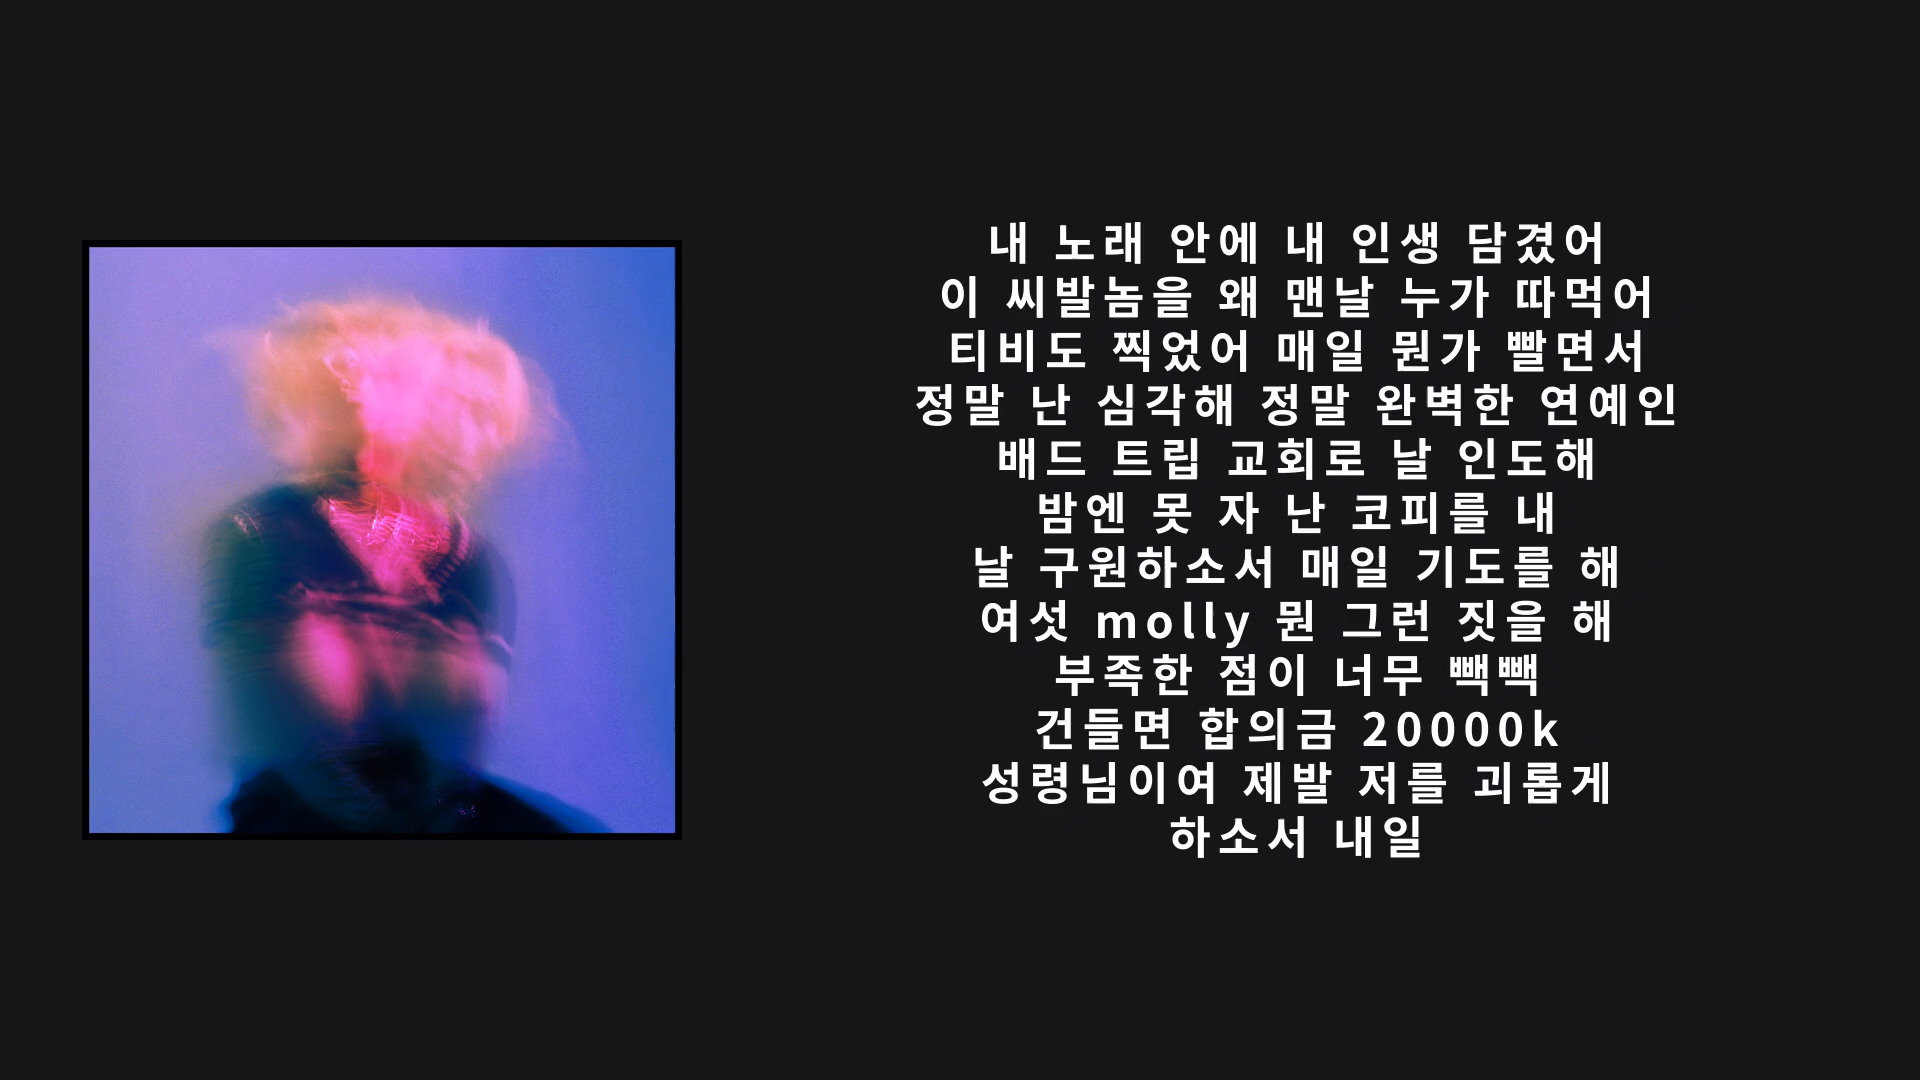 내 노래 안에 내 인생 담겼어
이 씨발놈을 왜 맨날 누가 따먹어
티비도 찍었어 매일 뭔가 빨면서
정말 난 심각해 정말 완벽한 연예인
배드 트립 교회로 날 인도해
밤엔 못 자 난 코피를 내
날 구원하소서 매일 기도를 해
여섯 molly 뭔 그런 짓을 해
부족한 점이 너무 빽빽
건들면 합의금 20000k
성령님이여 제발 저를 괴롭게
하소서 내일